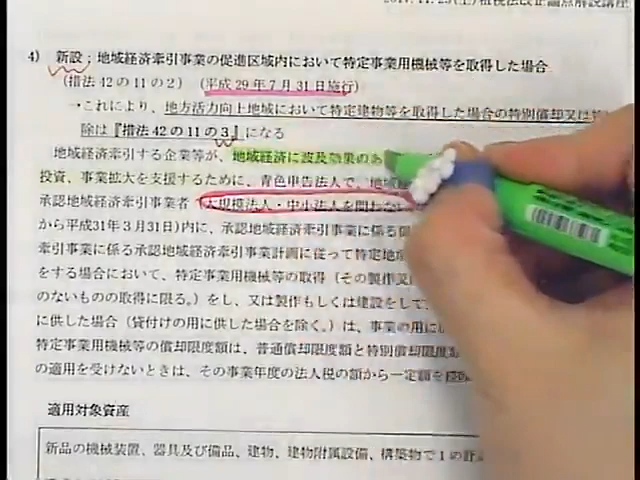 2017.11.25(土)租税法改正論点解説講座
4) 新設：地域経済牽引事業の促進区域内において特定事業用機械等を取得した場合
(措法 42 の 11 の 2) (平成 29 年 7 月 31 日施行)
→これにより、地方活力向上地域において特定建物等を取得した場合の特別償却又は
除は『措法 42 の 11 の 3』になる
地域経済牽引する企業等が、地域経済に波及効果のあ
投資、事業拡大を支援するために、青色申告法人で、地域
承認地域経済牽引事業者 (大規模法人・中小法人を問わ
から平成31年3月31日)内に、承認地域経済牽引事業に係る
牽引事業に係る承認地域経済牽引事業計画に従って特定地
をする場合において、特定事業用機械等の取得 (その製作又
のないものの取得に限る。) をし、又は製作もしくは建設をして、
に供した場合 (貸付けの用に供した場合を除く。) は、事業の用に
特定事業用機械等の償却限度額は、普通償却限度額と特別償却限度
の適用を受けないときは、その事業年度の法人税の額から一定額を
適用対象資産
新品の機械装置、器具及び備品、建物、建物附属設備、構築物で 1 の